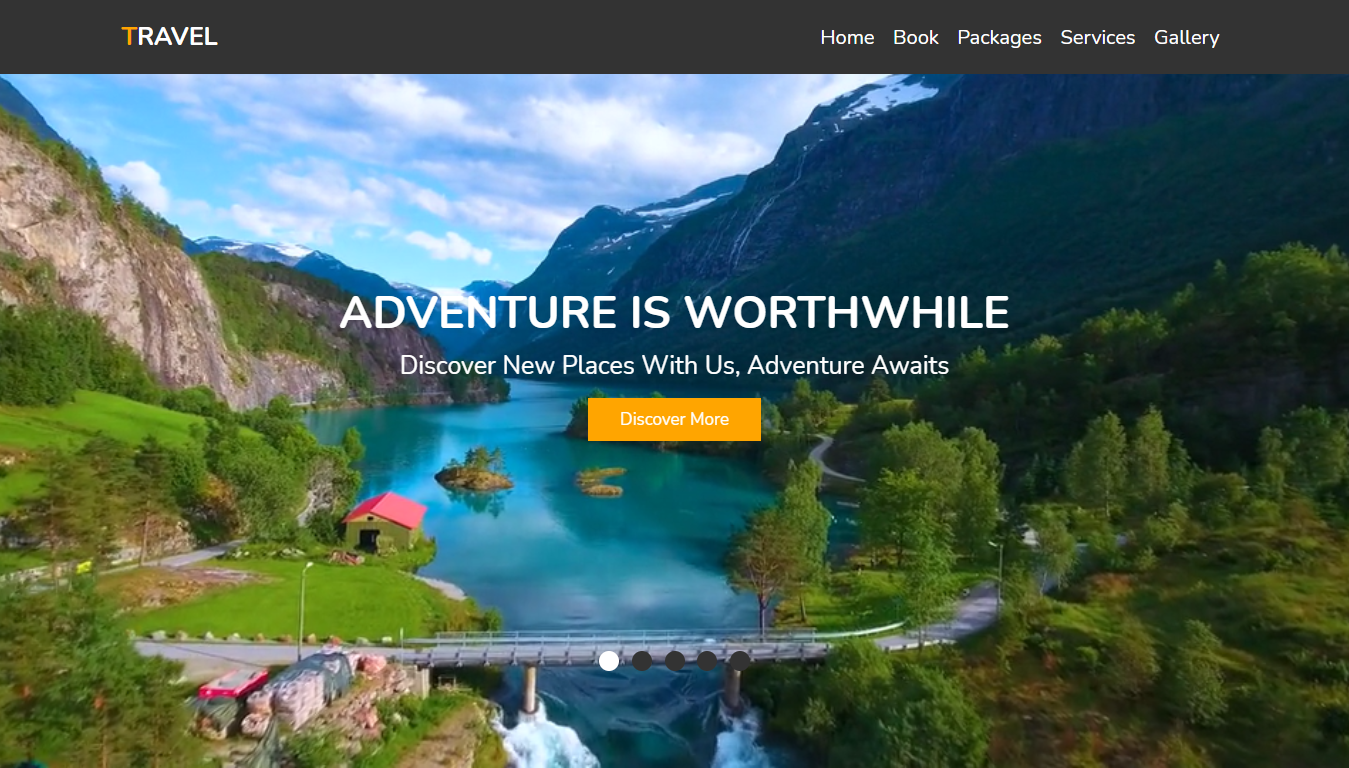 TRAVEL
Home Book Packages Services Gallery
ADVENTURE IS WORTHWHILE
Discover New Places With Us, Adventure Awaits
Discover More